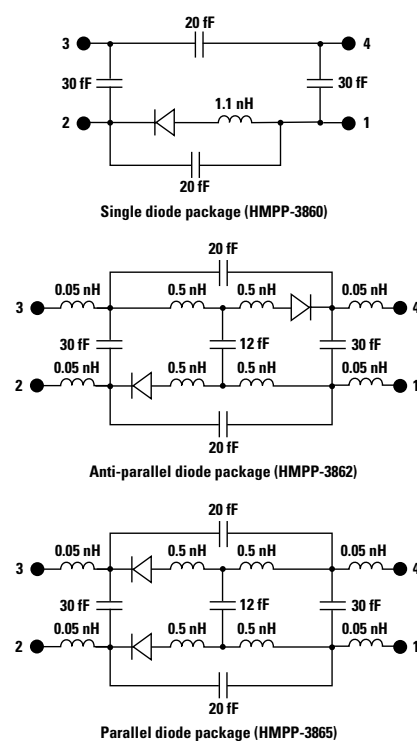 20 fF
3 4
30 fF 1.1 nH 30 fF
2 1
20 fF
Single diode package (HMPP-3860)
20 fF
0.05 nH 0.5 nH 0.5 nH 0.05 nH
3 4
30 fF 12 fF 30 fF
0.05 nH 0.5 nH 0.5 nH 0.05 nH
2 1
20 fF
Anti-parallel diode package (HMPP-3862)
20 fF
0.05 nH 0.5 nH 0.5 nH 0.05 nH
3 4
30 fF 12 fF 30 fF
0.05 nH 0.5 nH 0.5 nH 0.05 nH
2 1
20 fF
Parallel diode package (HMPP-3865)